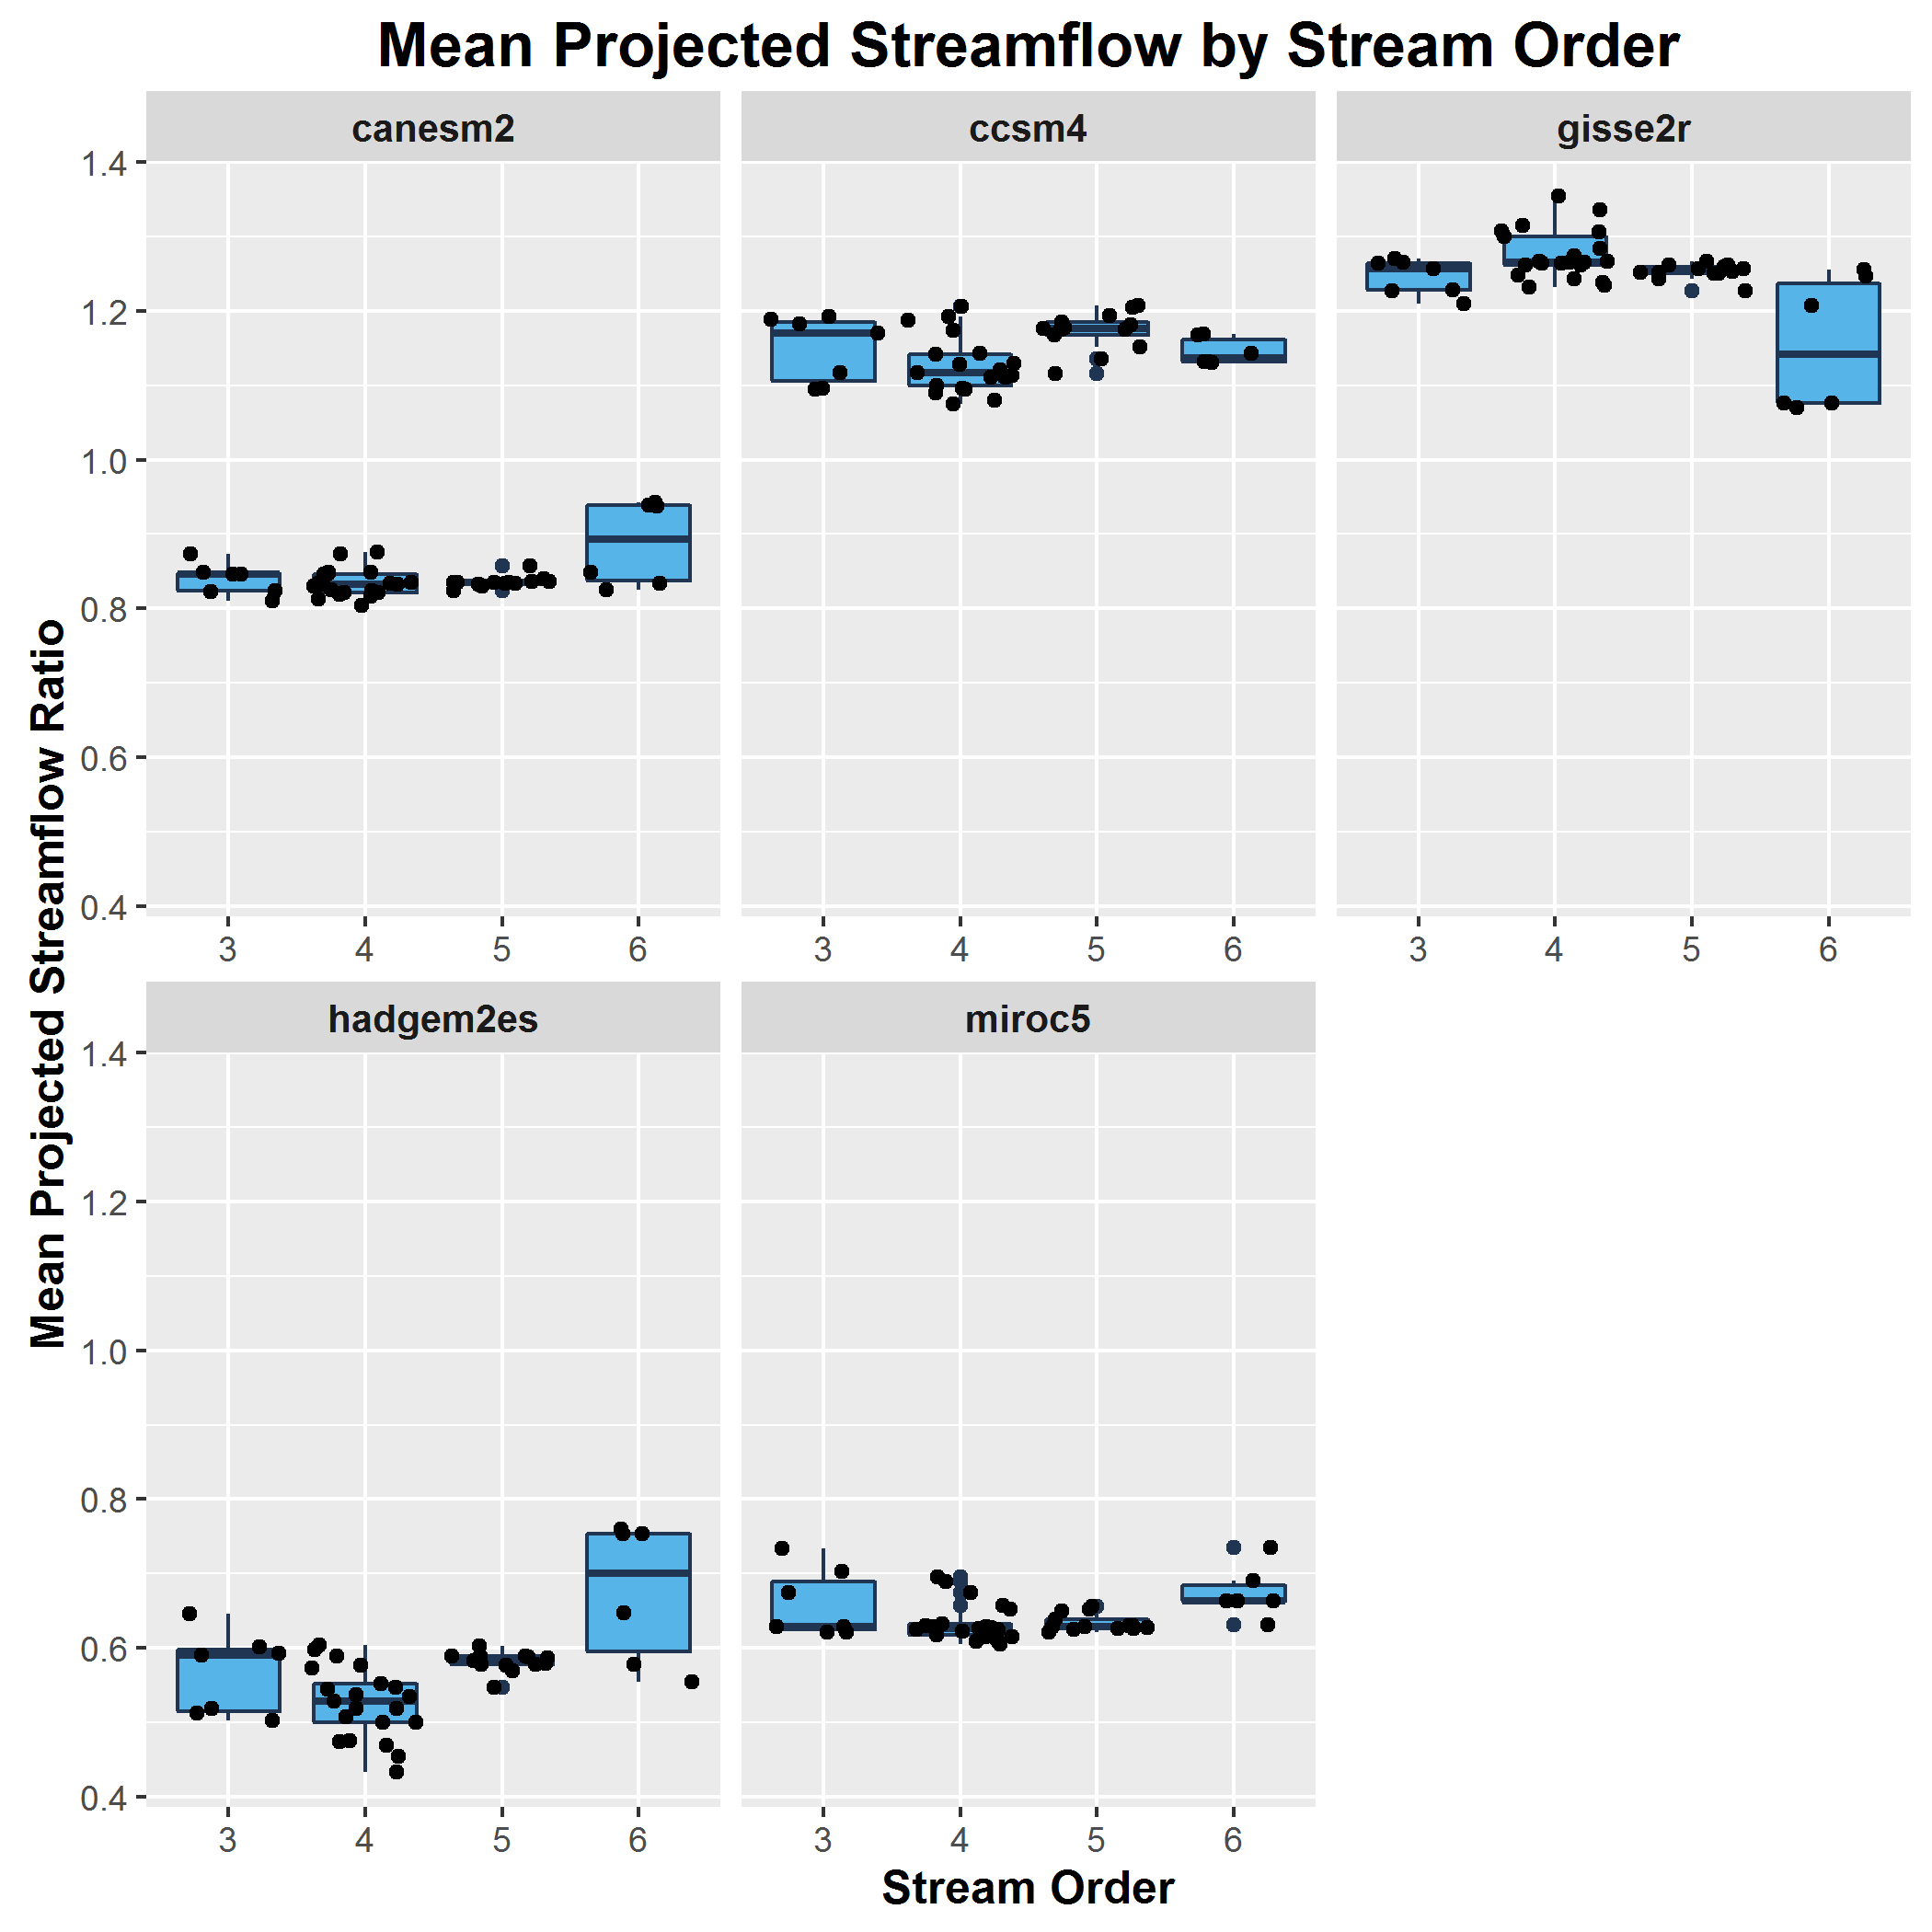 Mean Projected Streamflow by Stream Order
canesm2 ccsm4 gisse2r
1.4
1.2
1.0
0.8
0.6
0.4
3 4 5 6 3 4 5 6 3 4 5 6
hadgem2es miroc5
1.4
1.2
1.0
0.8
0.6
0.4
3 4 5 6 3 4 5 6
Mean Projected Streamflow Ratio
Stream Order